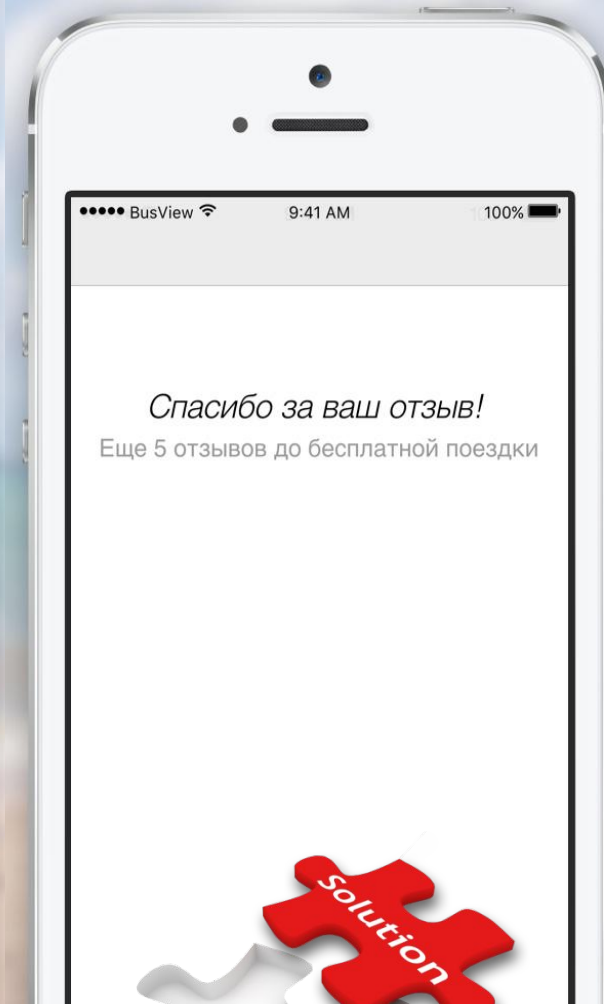 BusView 9:41 AM 100%
Спасибо за ваш отзыв!
Еще 5 отзывов до бесплатной поездки
Solution